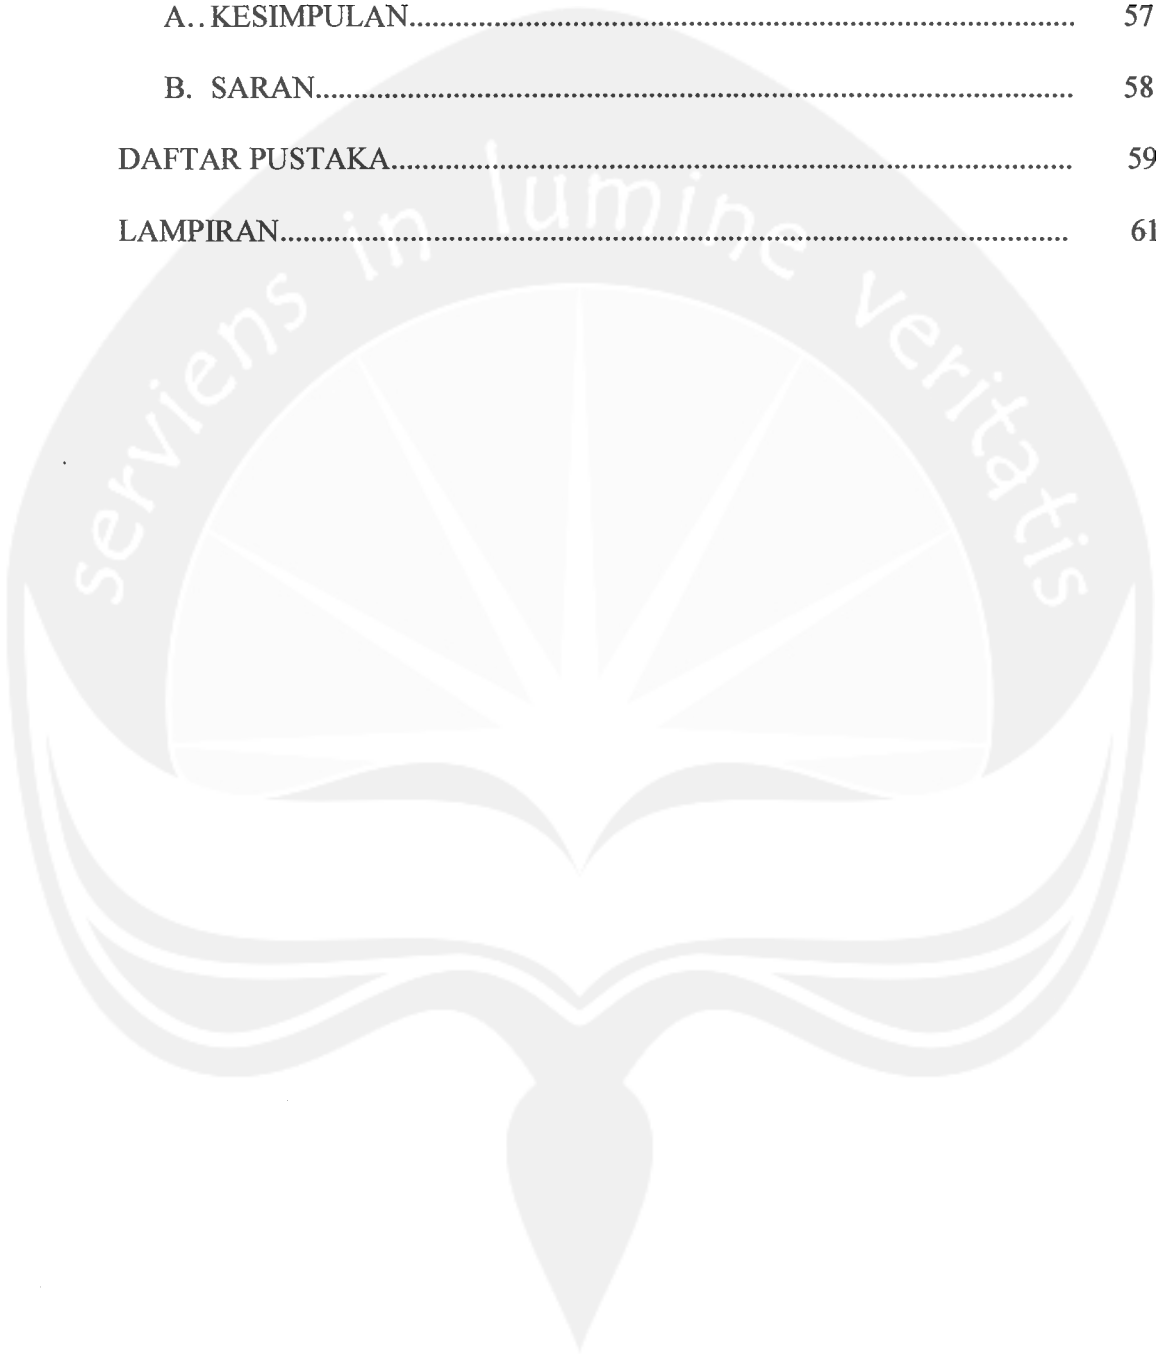 A.. KESIMPULAN.................................................................................... 57
B. SARAN................................................................................................ 58
DAFTAR PUSTAKA...................................................................................... 59
LAMPIRAN.................................................................................................... 61
serviens in lumine veritatis